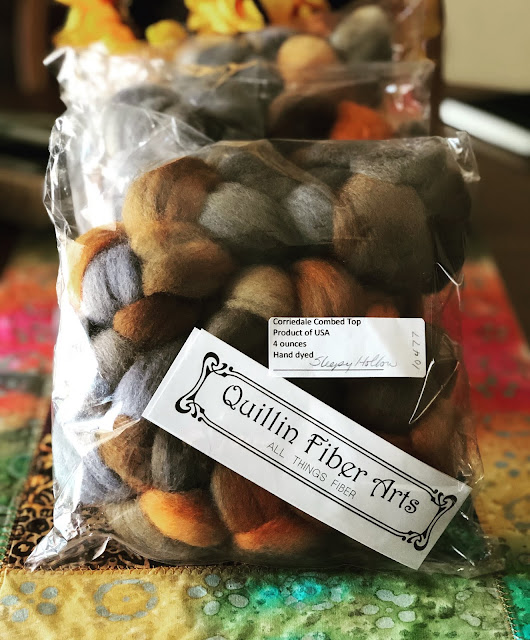 Corriedale Combed Top
Product of USA
4 ounces
Hand dyed Sleepy Hollow
10477
Quillin Fiber Arts
ALL THINGS FIBER